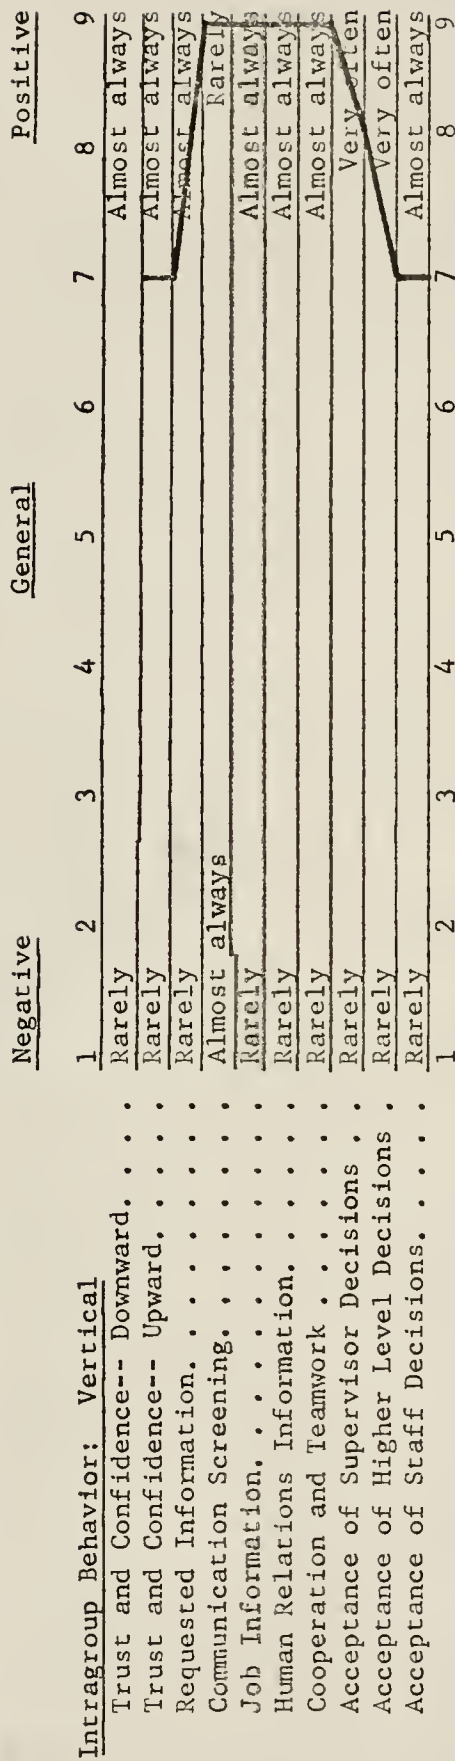 Negative General Positive
Intragroup Behavior: Vertical 1 2 3 4 5 6 7 8 9
Trust and Confidence-- Downward. . . . Rarely Almost always
Trust and Confidence-- Upward. . . . . Rarely Almost always
Requested Information. . . . . . . . . Rarely Almost always
Communication Screening. . . . . . . . Almost always Rarely
Job Information. . . . . . . . . . . . Rarely Almost always
Human Relations Information. . . . . . Rarely Almost always
Cooperation and Teamwork . . . . . . . Rarely Almost always
Acceptance of Supervisor Decisions . . Rarely Very often
Acceptance of Higher Level Decisions . Rarely Very often
Acceptance of Staff Decisions. . . . . Rarely Almost always
1 2 3 4 5 6 7 8 9